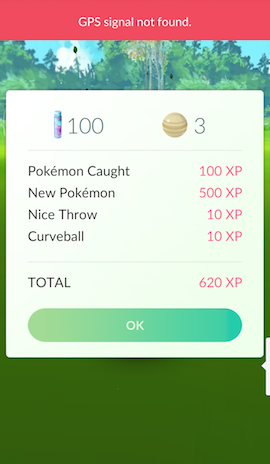 GPS signal not found.
100 3
Pokémon Caught 100 XP
New Pokémon 500 XP
Nice Throw 10 XP
Curveball 10 XP
TOTAL 620 XP
OK